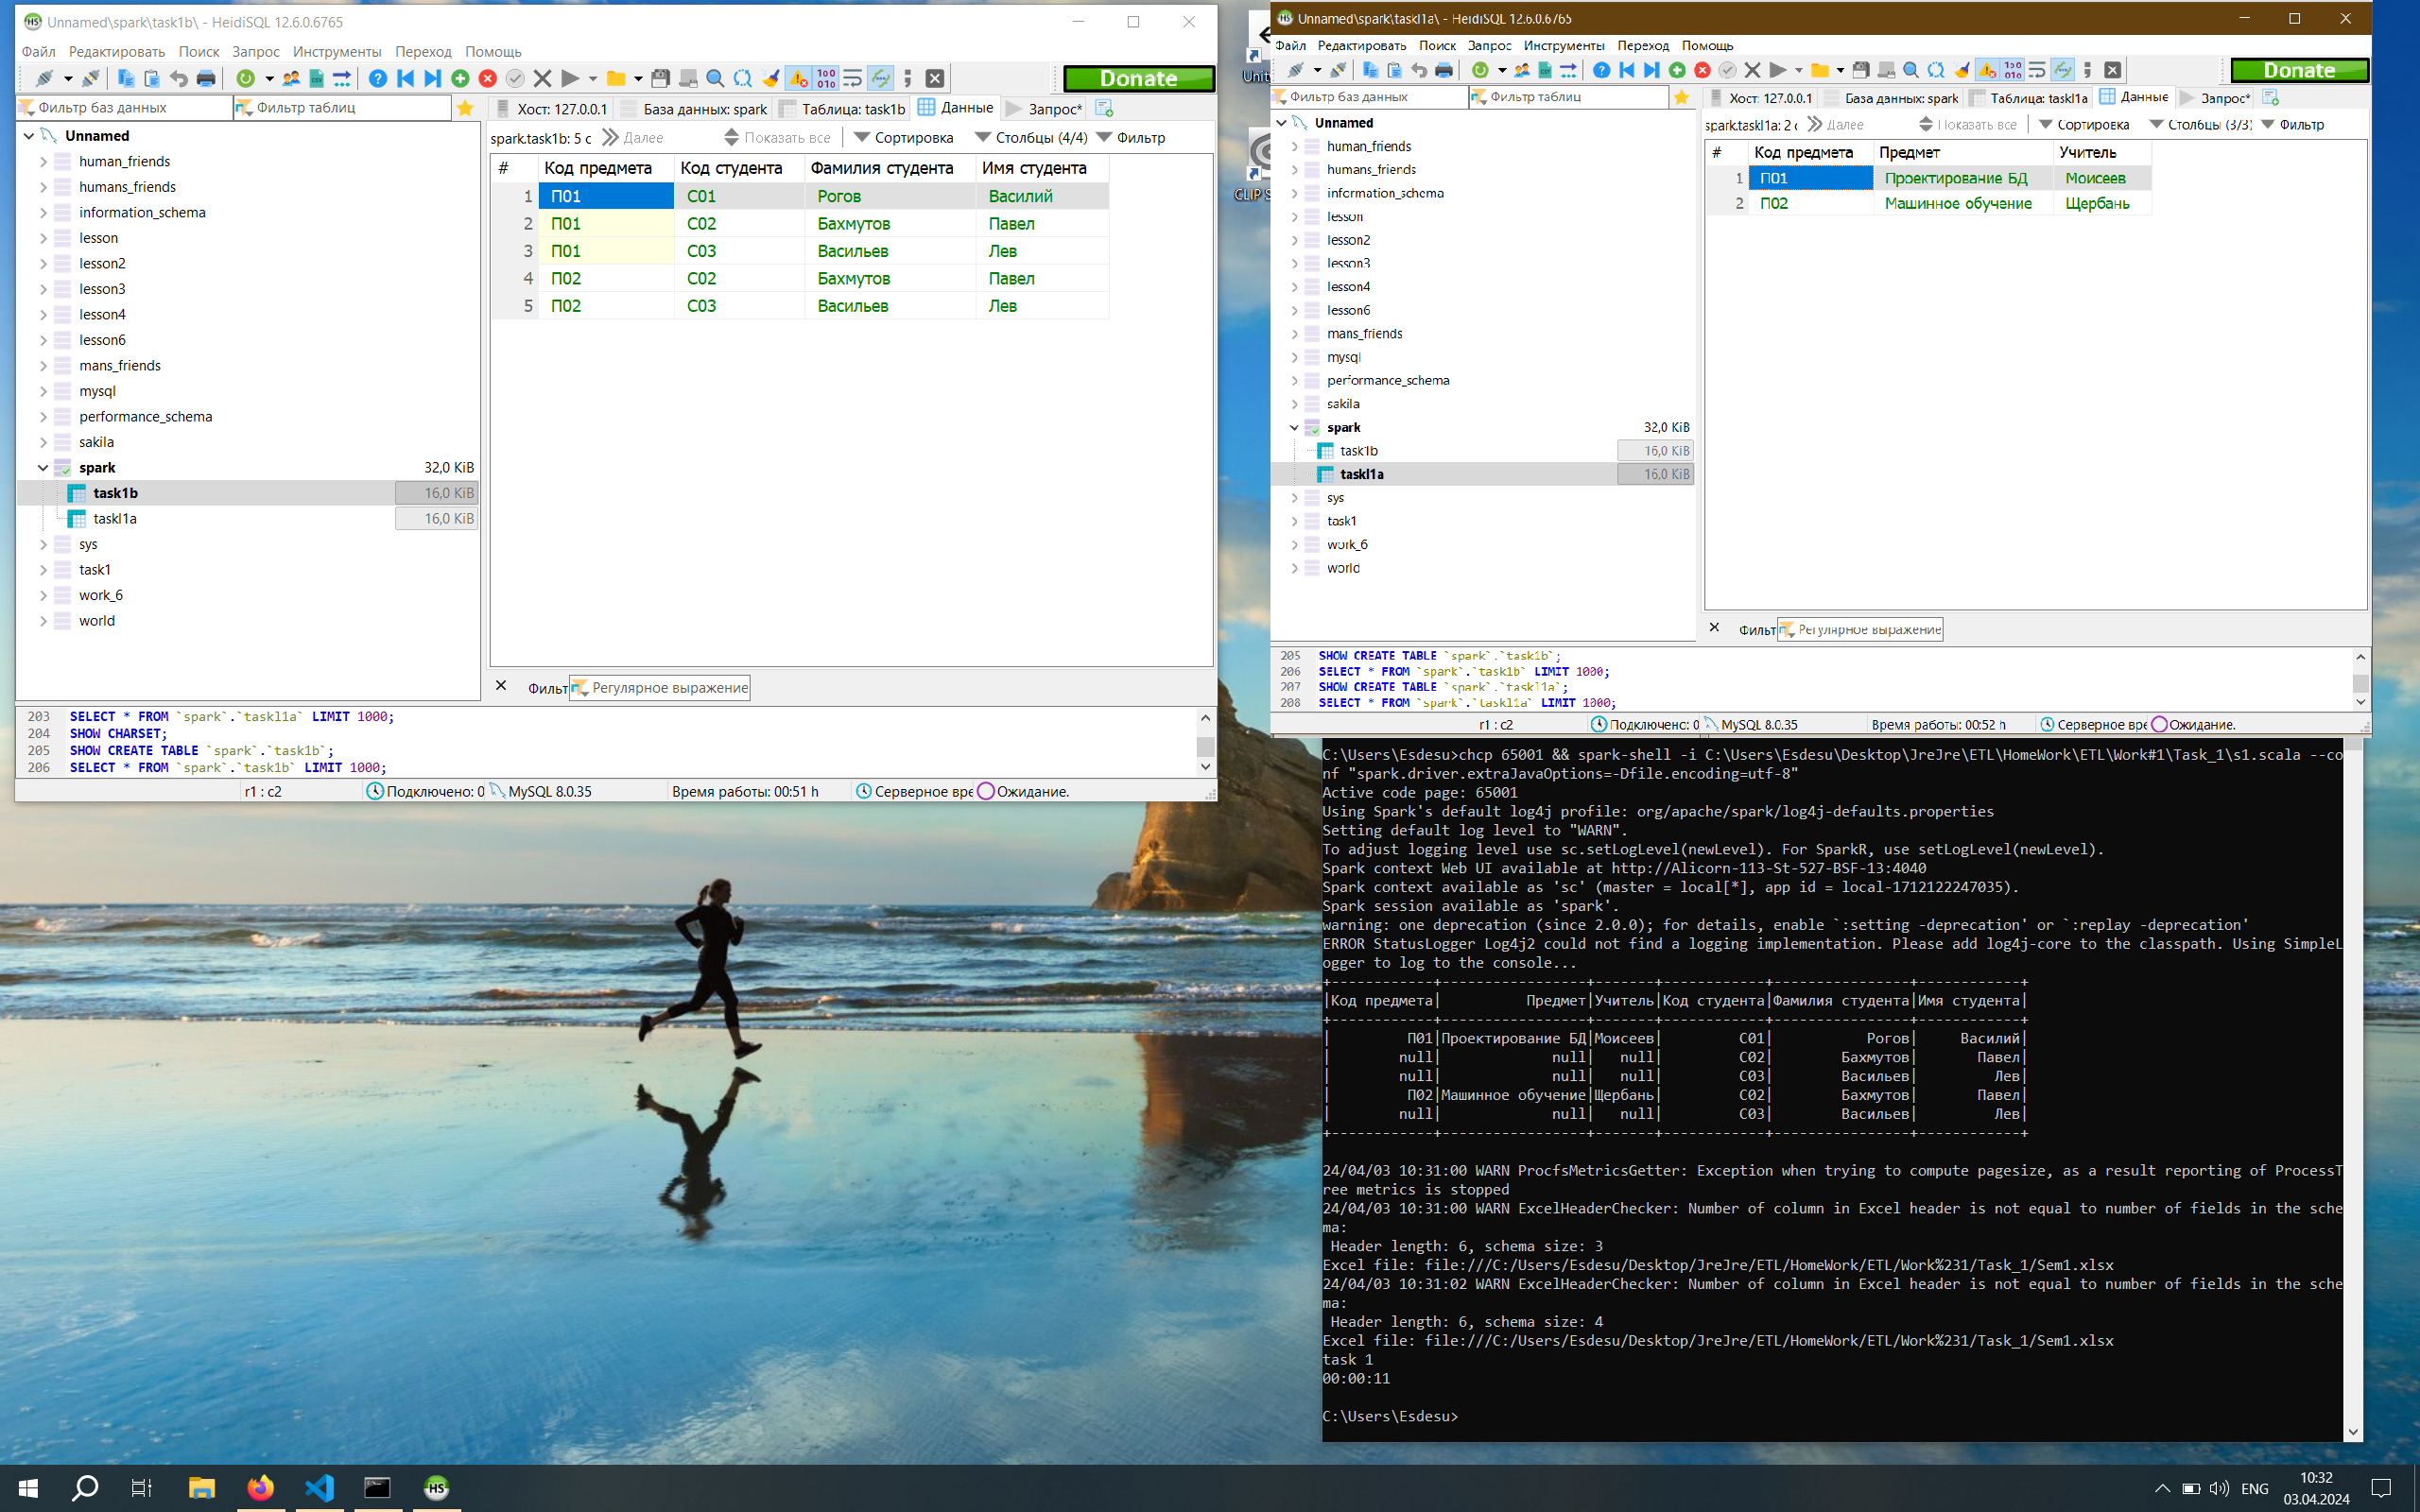 Unnamed\spark\task1b\ - HeidiSQL 12.6.0.6765
Файл Редактировать Поиск Запрос Инструменты Переход Помощь
Donate
Фильтр баз данных Фильтр таблиц
Хост: 127.0.0.1 База данных: spark Таблица: task1b Данные Запрос*
spark.task1b: 5 с Далее Показать все Сортировка Столбцы (4/4) Фильтр
Unnamed
human_friends
humans_friends
information_schema
lesson
lesson2
lesson3
lesson4
lesson6
mans_friends
mysql
performance_schema
sakila
spark 32,0 KiB
task1b 16,0 KiB
taskl1a 16,0 KiB
sys
task1
work_6
world
# Код предмета Код студента Фамилия студента Имя студента
1 П01 С01 Рогов Василий
2 П01 С02 Бахмутов Павел
3 П01 С03 Васильев Лев
4 П02 С02 Бахмутов Павел
5 П02 С03 Васильев Лев
Фильт Регулярное выражение
203 SELECT * FROM `spark`.`taskl1a` LIMIT 1000;
204 SHOW CHARSET;
205 SHOW CREATE TABLE `spark`.`task1b`;
206 SELECT * FROM `spark`.`task1b` LIMIT 1000;
r1 : c2 Подключено: 0 MySQL 8.0.35 Время работы: 00:51 h Серверное вре Ожидание.
Unity
CLIP S
Unnamed\spark\taskl1a\ - HeidiSQL 12.6.0.6765
Файл Редактировать Поиск Запрос Инструменты Переход Помощь
Donate
Фильтр баз данных Фильтр таблиц
Хост: 127.0.0.1 База данных: spark Таблица: taskl1a Данные Запрос*
spark.taskl1a: 2 с Далее Показать все Сортировка Столбцы (3/3) Фильтр
Unnamed
human_friends
humans_friends
information_schema
lesson
lesson2
lesson3
lesson4
lesson6
mans_friends
mysql
performance_schema
sakila
spark 32,0 KiB
task1b 16,0 KiB
taskl1a 16,0 KiB
sys
task1
work_6
world
# Код предмета Предмет Учитель
1 П01 Проектирование БД Моисеев
2 П02 Машинное обучение Щербань
Фильт Регулярное выражение
205 SHOW CREATE TABLE `spark`.`task1b`;
206 SELECT * FROM `spark`.`task1b` LIMIT 1000;
207 SHOW CREATE TABLE `spark`.`taskl1a`;
208 SELECT * FROM `spark`.`taskl1a` LIMIT 1000;
r1 : c2 Подключено: 0 MySQL 8.0.35 Время работы: 00:52 h Серверное вре Ожидание.
C:\Users\Esdesu>chcp 65001 && spark-shell -i C:\Users\Esdesu\Desktop\JreJre\ETL\HomeWork\ETL\Work#1\Task_1\s1.scala --co
nf "spark.driver.extraJavaOptions=-Dfile.encoding=utf-8"
Active code page: 65001
Using Spark's default log4j profile: org/apache/spark/log4j-defaults.properties
Setting default log level to "WARN".
To adjust logging level use sc.setLogLevel(newLevel). For SparkR, use setLogLevel(newLevel).
Spark context Web UI available at http://Alicorn-113-St-527-BSF-13:4040
Spark context available as 'sc' (master = local[*], app id = local-1712122247035).
Spark session available as 'spark'.
warning: one deprecation (since 2.0.0); for details, enable `:setting -deprecation' or `:replay -deprecation'
ERROR StatusLogger Log4j2 could not find a logging implementation. Please add log4j-core to the classpath. Using SimpleL
ogger to log to the console...
+------------+-----------------+-------+------------+----------------+------------+
|Код предмета|          Предмет|Учитель|Код студента|Фамилия студента|Имя студента|
+------------+-----------------+-------+------------+----------------+------------+
|         П01|Проектирование БД|Моисеев|         С01|           Рогов|     Василий|
|        null|             null|   null|         С02|        Бахмутов|       Павел|
|        null|             null|   null|         С03|        Васильев|         Лев|
|         П02|Машинное обучение|Щербань|         С02|        Бахмутов|       Павел|
|        null|             null|   null|         С03|        Васильев|         Лев|
+------------+-----------------+-------+------------+----------------+------------+
24/04/03 10:31:00 WARN ProcfsMetricsGetter: Exception when trying to compute pagesize, as a result reporting of ProcessT
ree metrics is stopped
24/04/03 10:31:00 WARN ExcelHeaderChecker: Number of column in Excel header is not equal to number of fields in the sche
ma:
Header length: 6, schema size: 3
Excel file: file:///C:/Users/Esdesu/Desktop/JreJre/ETL/HomeWork/ETL/Work%231/Task_1/Sem1.xlsx
24/04/03 10:31:02 WARN ExcelHeaderChecker: Number of column in Excel header is not equal to number of fields in the sche
ma:
Header length: 6, schema size: 4
Excel file: file:///C:/Users/Esdesu/Desktop/JreJre/ETL/HomeWork/ETL/Work%231/Task_1/Sem1.xlsx
task 1
00:00:11
C:\Users\Esdesu>
ENG
10:32
03.04.2024